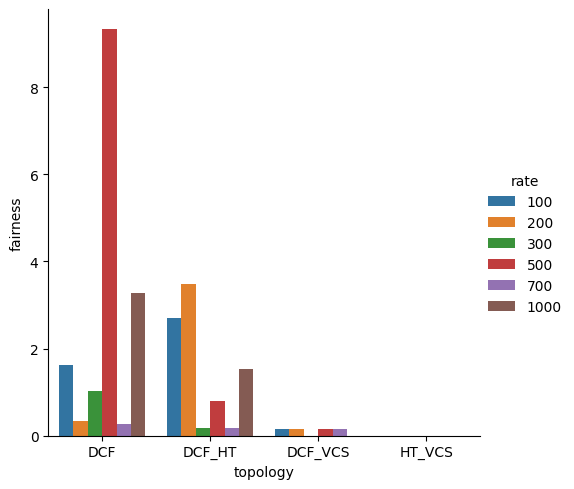 8
6
4
2
0
fairness
DCF
DCF_HT
DCF_VCS
HT_VCS
topology
rate
100
200
300
500
700
1000